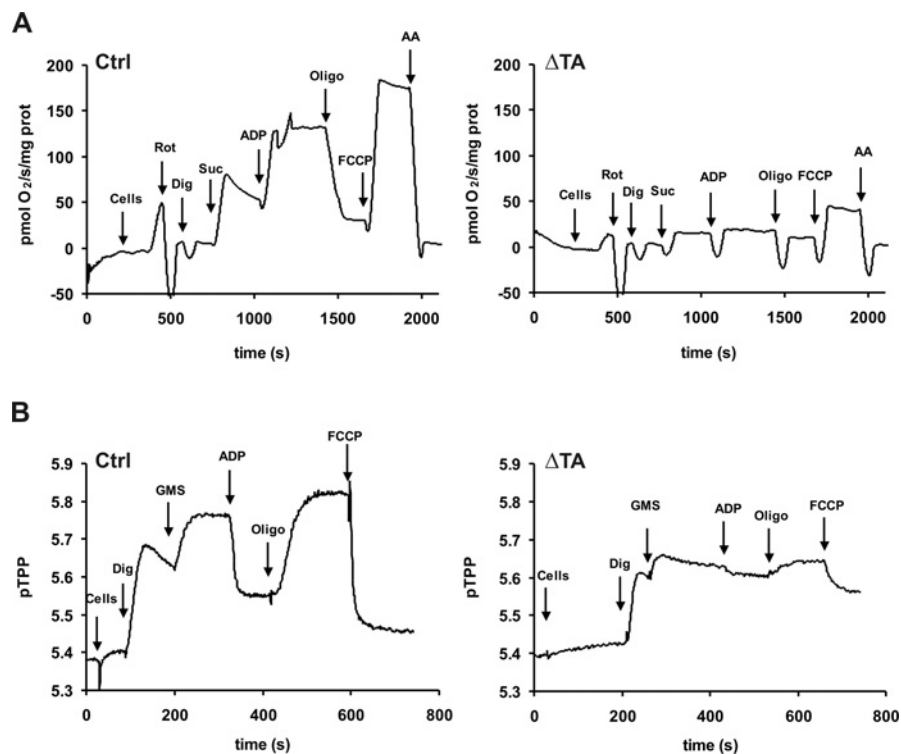 A
Ctrl
ΔTA
pmol O₂/s/mg prot
200
150
100
50
0
-50
Cells
Rot
Dig
Suc
ADP
Oligo
FCCP
AA
0
500
1000
1500
2000
time (s)
pmol O₂/s/mg prot
200
150
100
50
0
-50
Cells
Rot
Dig
Suc
ADP
Oligo
FCCP
AA
0
500
1000
1500
2000
time (s)
B
Ctrl
ΔTA
pTPP
5.9
5.8
5.7
5.6
5.5
5.4
5.3
Cells
Dig
GMS
ADP
Oligo
FCCP
0
200
400
600
800
time (s)
pTPP
5.9
5.8
5.7
5.6
5.5
5.4
5.3
Cells
Dig
GMS
ADP
Oligo
FCCP
0
200
400
600
800
time (s)